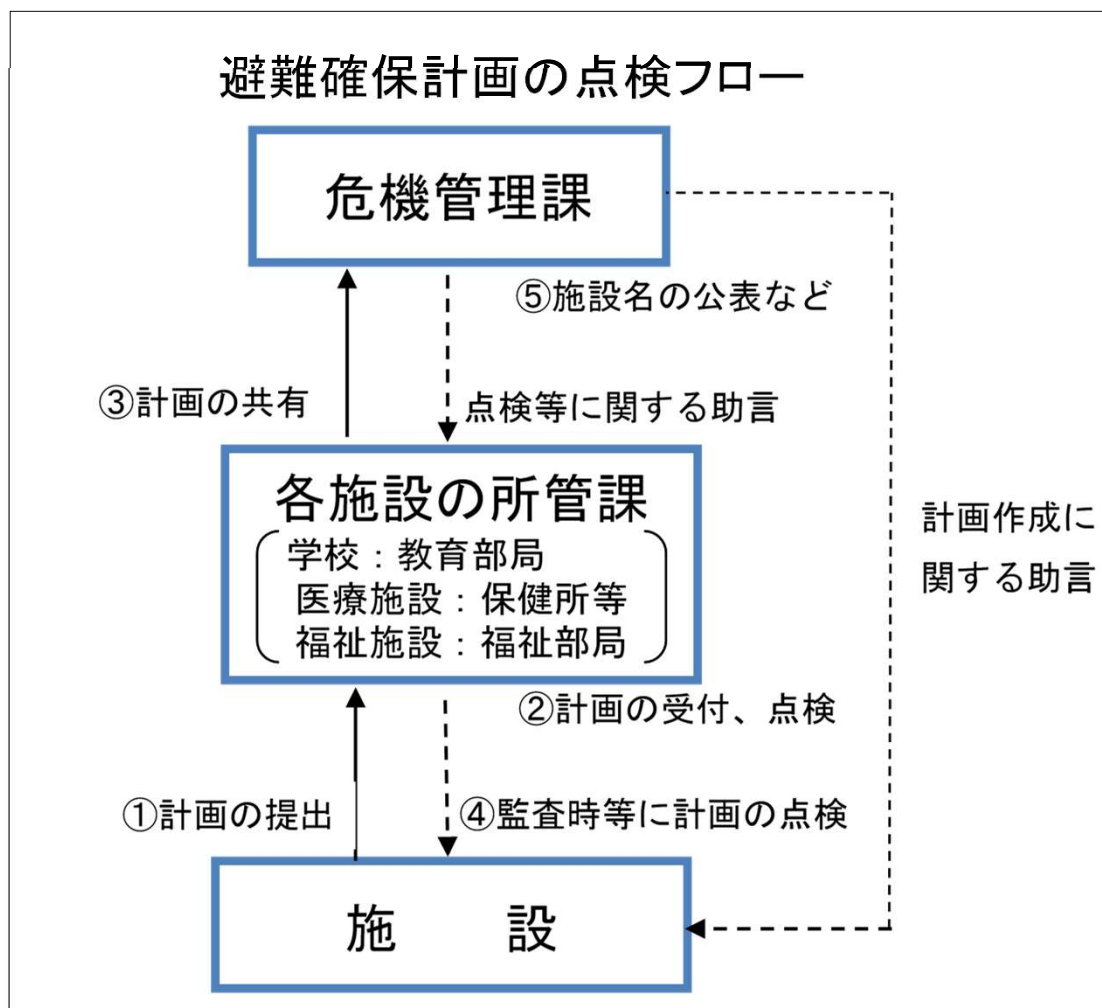 避難確保計画の点検フロー
危機管理課
⑤施設名の公表など
③計画の共有
点検等に関する助言
各施設の所管課
学校：教育部局
医療施設：保健所等
福祉施設：福祉部局
計画作成に
関する助言
②計画の受付、点検
①計画の提出
④監査時等に計画の点検
施　　設